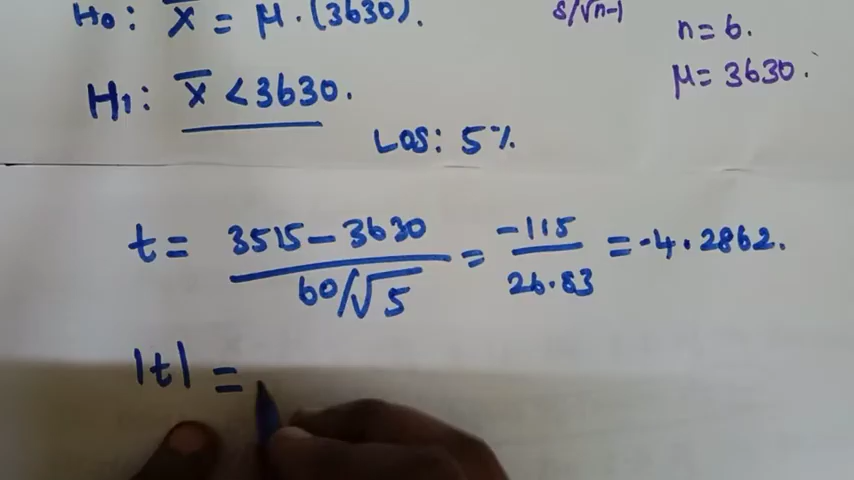 H₀: x̄ = μ. (3630).
s/√n-1
n = 6.
μ = 3630.
H₁: x̄ < 3630.
LOS: 5%
t = 3515 - 3630 / 60/√5 = -115 / 26.83 = -4.2862.
|t| =